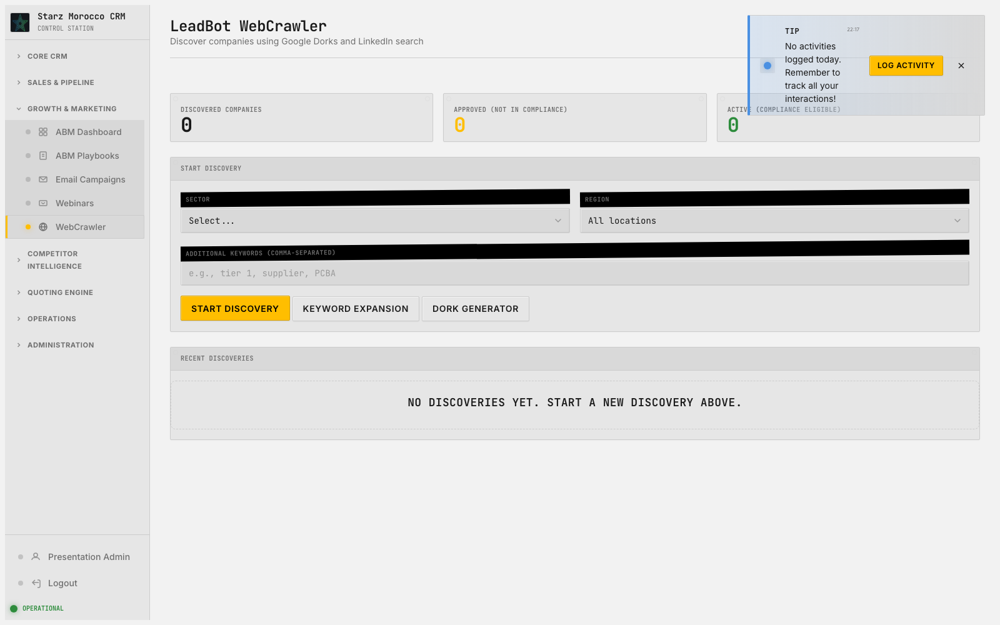 Starz Morocco CRM
CONTROL STATION
CORE CRM
SALES & PIPELINE
GROWTH & MARKETING
ABM Dashboard
ABM Playbooks
Email Campaigns
Webinars
WebCrawler
COMPETITOR
INTELLIGENCE
QUOTING ENGINE
OPERATIONS
ADMINISTRATION
Presentation Admin
Logout
OPERATIONAL
LeadBot WebCrawler
Discover companies using Google Dorks and LinkedIn search
TIP
22:17
No activities
logged today.
Remember to
track all your
interactions!
LOG ACTIVITY
DISCOVERED COMPANIES
0
APPROVED (NOT IN COMPLIANCE)
0
ACTIVE (COMPLIANCE ELIGIBLE)
0
START DISCOVERY
SECTOR
Select...
REGION
All locations
ADDITIONAL KEYWORDS (COMMA-SEPARATED)
e.g., tier 1, supplier, PCBA
START DISCOVERY
KEYWORD EXPANSION
DORK GENERATOR
RECENT DISCOVERIES
NO DISCOVERIES YET. START A NEW DISCOVERY ABOVE.